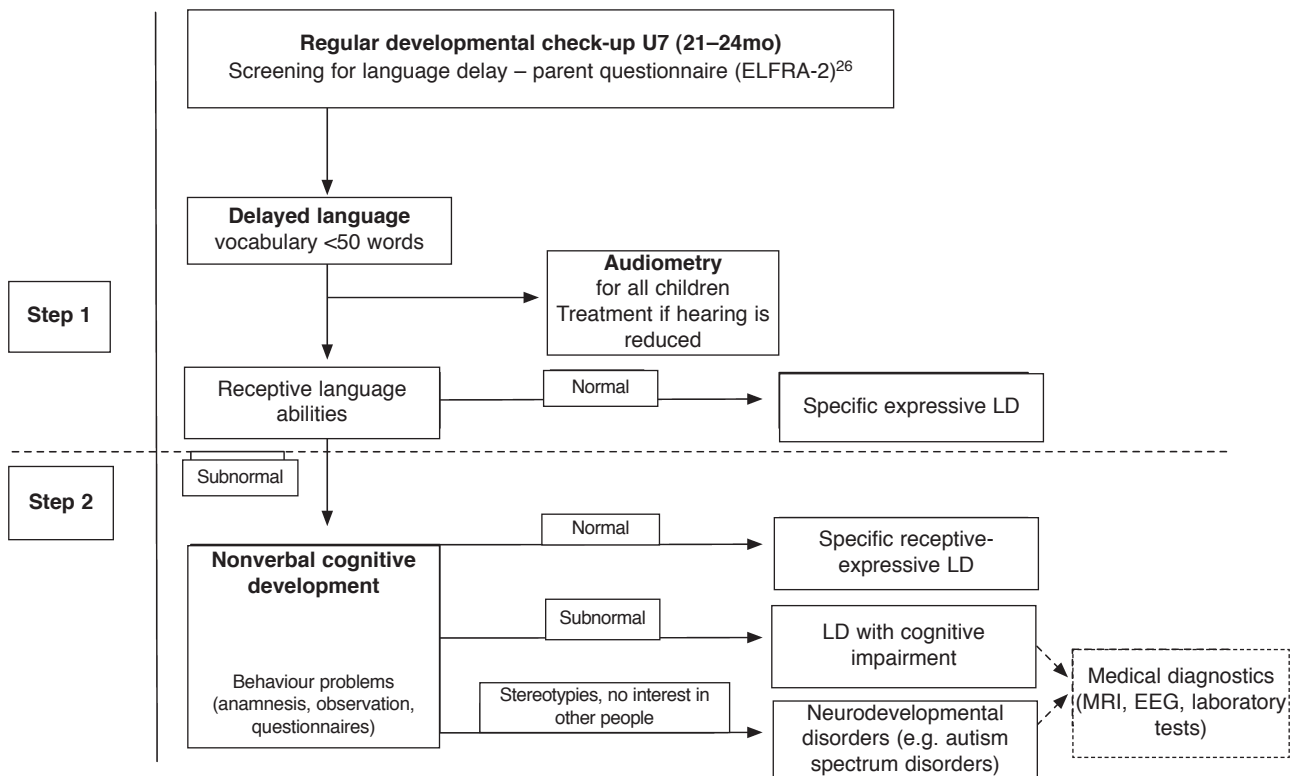 Regular developmental check-up U7 (21–24mo)
Screening for language delay – parent questionnaire (ELFRA-2)26
Delayed language
vocabulary <50 words
Audiometry
for all children
Treatment if hearing is
reduced
Step 1
Receptive language
abilities
Normal
Specific expressive LD
Subnormal
Step 2
Normal
Nonverbal cognitive
development
Specific receptive-
expressive LD
Subnormal
LD with cognitive
impairment
Behaviour problems
(anamnesis, observation,
questionnaires)
Stereotypies, no interest in
other people
Neurodevelopmental
disorders (e.g. autism
spectrum disorders)
Medical diagnostics
(MRI, EEG, laboratory
tests)